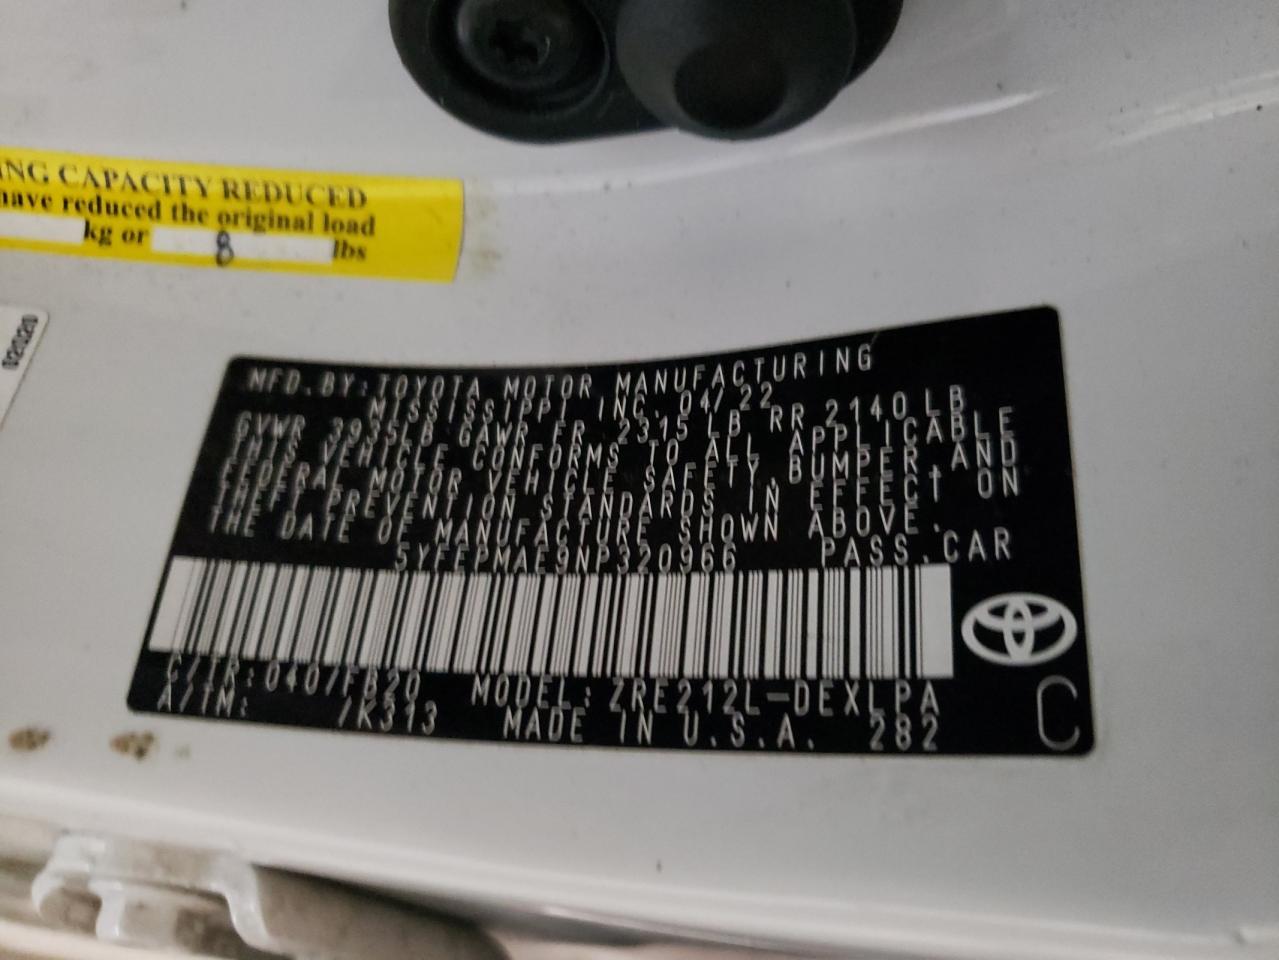 ING CAPACITY REDUCED
have reduced the original load
kg or 8 lbs
MFD.BY:TOYOTA MOTOR MANUFACTURING
MISSISSIPPI INC. 04/22
GVWR 3935LB GAWR FR 2315 LB RR 2140LB
THIS VEHICLE CONFORMS TO ALL APPLICABLE
FEDERAL MOTOR VEHICLE SAFETY,BUMPER,AND
THEFT PREVENTION STANDARDS IN EFFECT ON
THE DATE OF MANUFACTURE SHOWN ABOVE.
5YFEPMAE9NP320966 PASS.CAR
C/TR:040/FB20 MODEL:ZRE212L-DEXLPA
A/TM: /K313 MADE IN U.S.A. 282
C